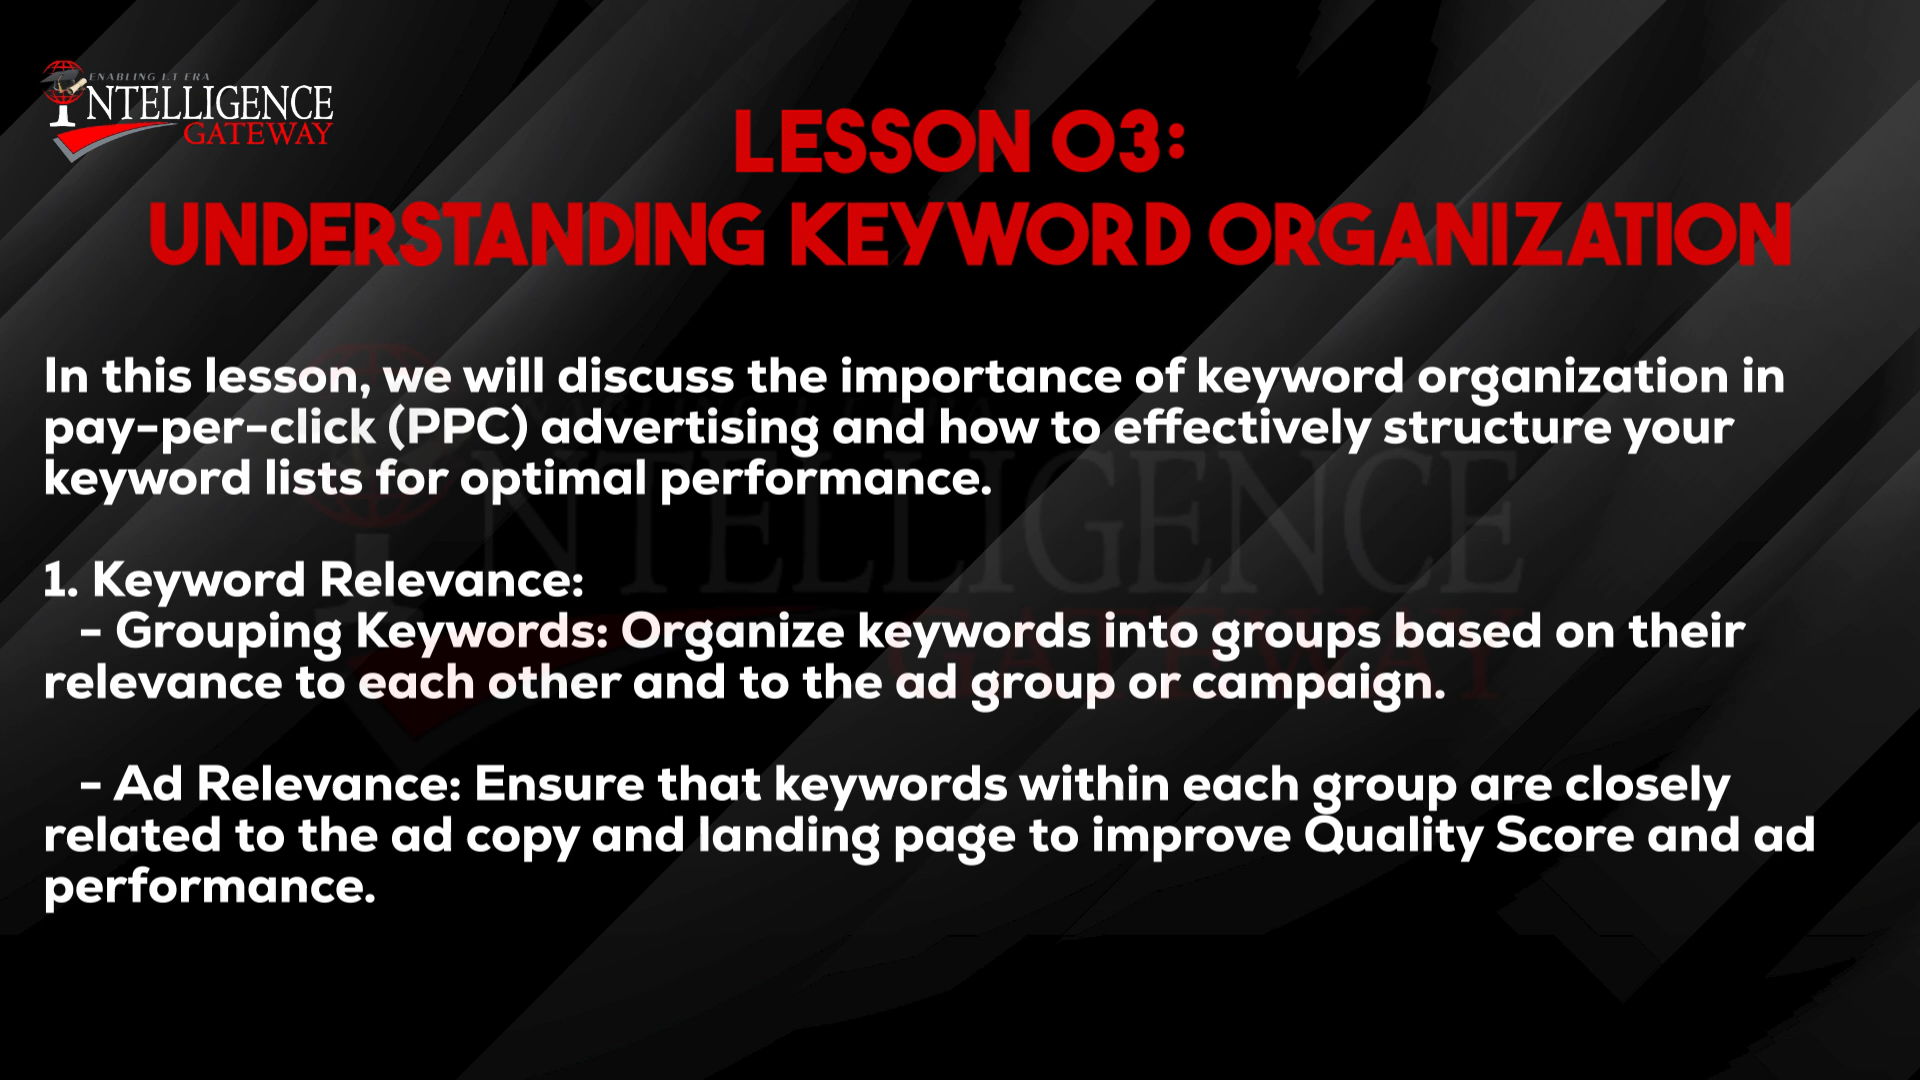 ENABLING I.T ERA
INTELLIGENCE
GATEWAY
LESSON 03:
UNDERSTANDING KEYWORD ORGANIZATION
In this lesson, we will discuss the importance of keyword organization in
pay-per-click (PPC) advertising and how to effectively structure your
keyword lists for optimal performance.
1. Keyword Relevance:
- Grouping Keywords: Organize keywords into groups based on their
relevance to each other and to the ad group or campaign.
- Ad Relevance: Ensure that keywords within each group are closely
related to the ad copy and landing page to improve Quality Score and ad
performance.
INTELLIGENCE
GATEWAY